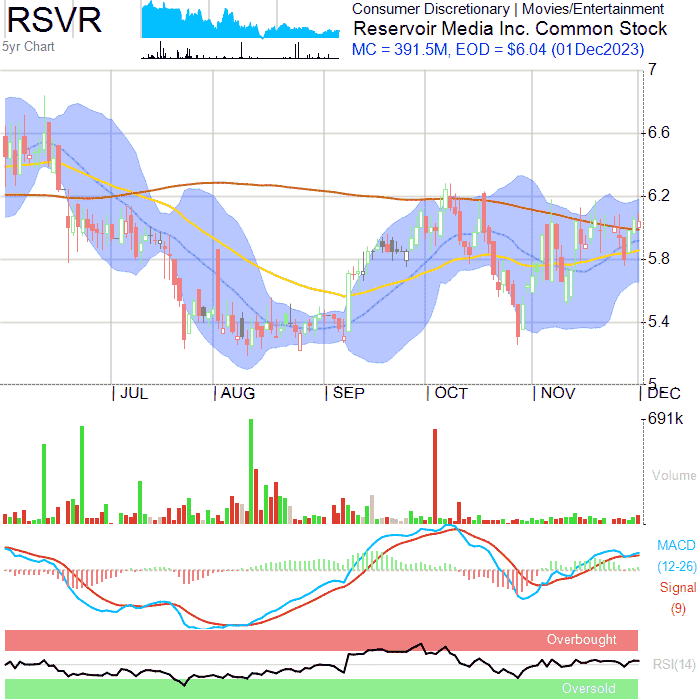 RSVR
5yr Chart
Consumer Discretionary | Movies/Entertainment
Reservoir Media Inc. Common Stock
MC = 391.5M, EOD = $6.04 (01Dec2023)
7
6.6
6.2
5.8
5.4
5
| JUL | AUG | SEP | OCT | NOV | DEC
691k
Volume
MACD
(12-26)
Signal
(9)
Overbought
RSI(14)
Oversold